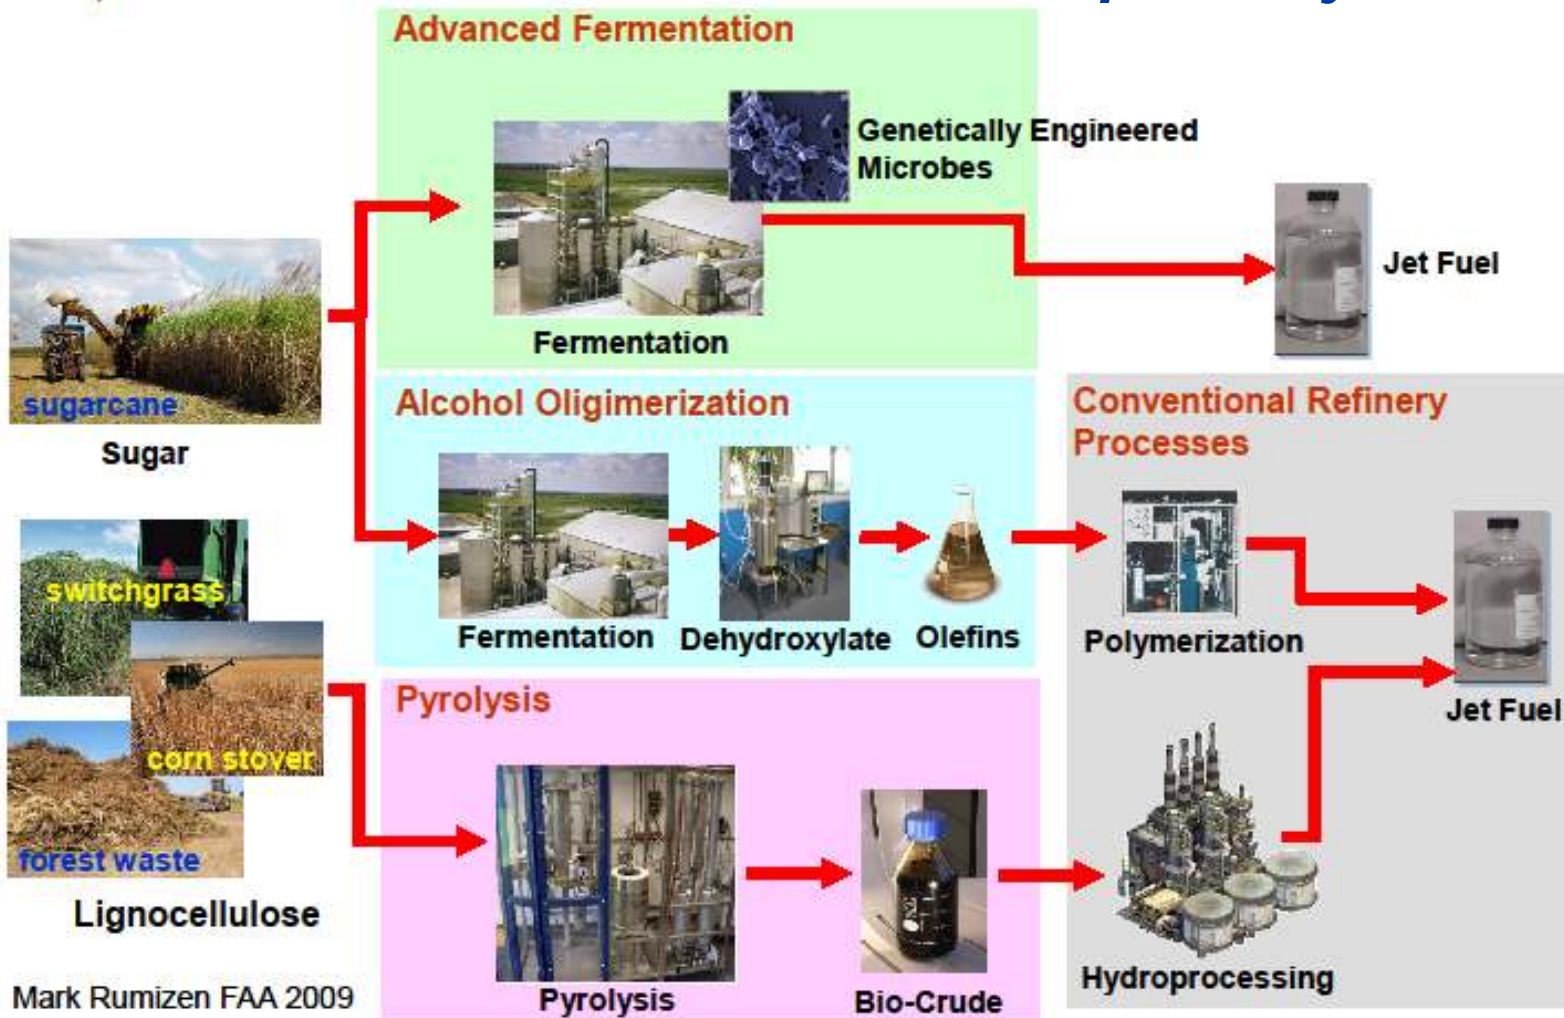 Advanced Fermentation
Genetically Engineered
Microbes
Jet Fuel
Fermentation
sugarcane
Sugar
Alcohol Oligimerization
Conventional Refinery
Processes
Fermentation
Dehydroxylate
Olefins
Polymerization
Jet Fuel
switchgrass
corn stover
forest waste
Lignocellulose
Pyrolysis
Pyrolysis
Bio-Crude
Hydroprocessing
Mark Rumizen FAA 2009